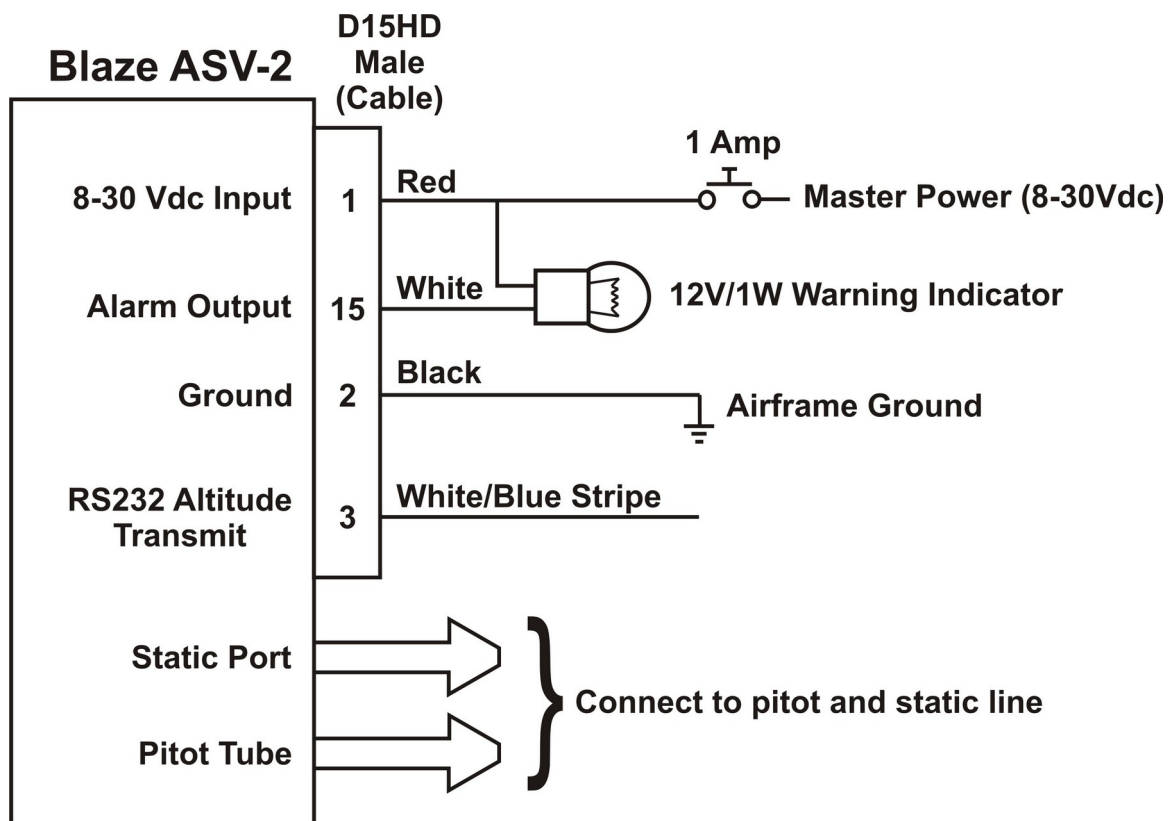 D15HD
Male
(Cable)
Blaze ASV-2
1 Amp
8-30 Vdc Input
1
Red
Master Power (8-30Vdc)
Alarm Output
15
White
12V/1W Warning Indicator
Ground
2
Black
Airframe Ground
RS232 Altitude
Transmit
3
White/Blue Stripe
Static Port
Connect to pitot and static line
Pitot Tube